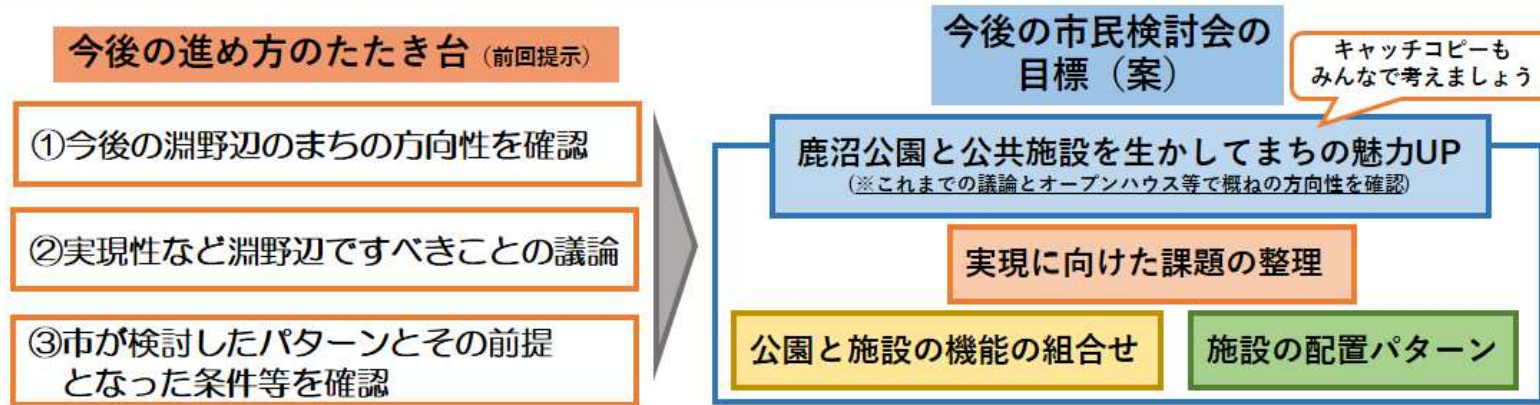 今後の進め方のたたき台（前回提示）
①今後の淵野辺のまちの方向性を確認
②実現性など淵野辺ですべきことの議論
③市が検討したパターンとその前提
となった条件等を確認
今後の市民検討会の
目標（案）
キャッチコピーも
みんなで考えましょう
鹿沼公園と公共施設を生かしてまちの魅力UP
(※これまでの議論とオープンハウス等で概ねの方向性を確認)
実現に向けた課題の整理
公園と施設の機能の組合せ
施設の配置パターン